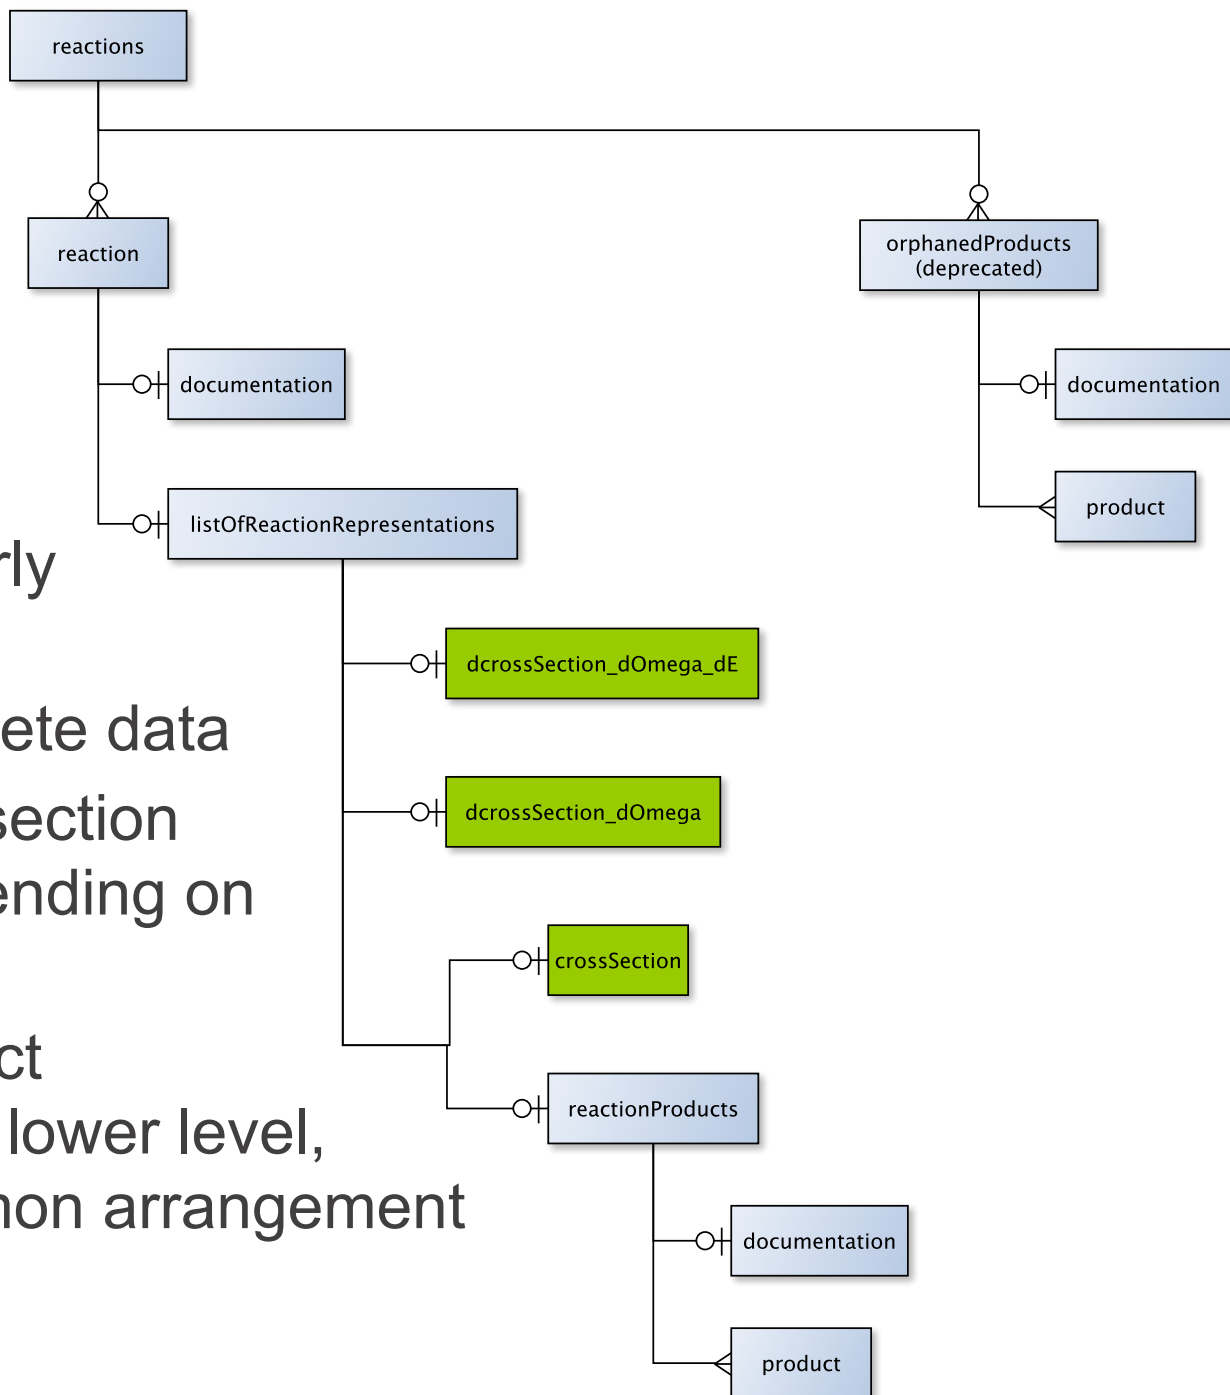 reactions
reaction
orphanedProducts
(deprecated)
documentation
documentation
listOfReactionRepresentations
product
rly
dcrossSection_dOmega_dE
ete data
dcrossSection_dOmega
section
ending on
crossSection
ct
reactionProducts
lower level,
non arrangement
documentation
product